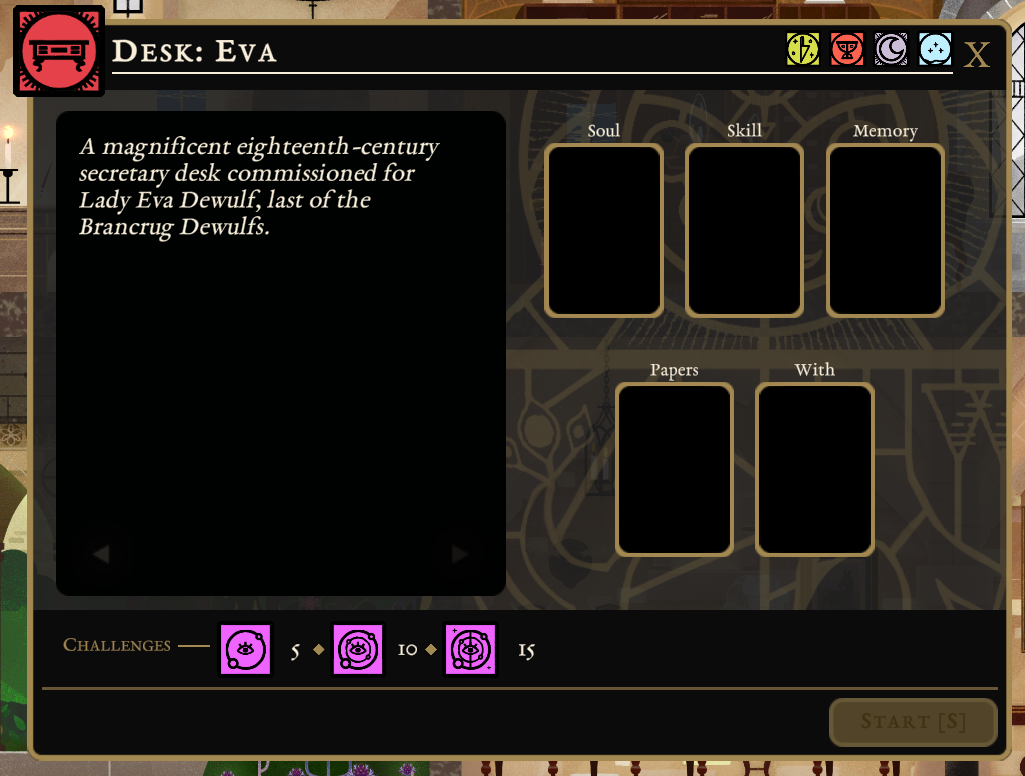 Desk: Eva
X
A magnificent eighteenth-century
secretary desk commissioned for
Lady Eva Dewulf, last of the
Brancrug Dewulfs.
Soul Skill Memory
Papers With
Challenges 5 10 15
Start [S]